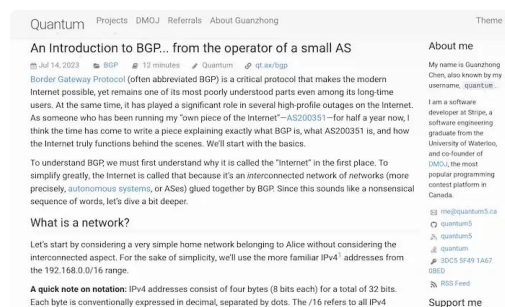 Quantum Projects DMOJ Referrals About Guanzhong Theme
An Introduction to BGP... from the operator of a small AS
Jul 14, 2023 BGP 12 minutes Quantum qt.ax/bgp
Border Gateway Protocol (often abbreviated BGP) is a critical protocol that makes the modern
Internet possible, yet remains one of its most poorly understood parts even among its long-time
users. At the same time, it has played a significant role in several high-profile outages on the Internet.
As someone who has been running my “own piece of the Internet”—AS200351—for half a year now, I
think the time has come to write a piece explaining exactly what BGP is, what AS200351 is, and how
the Internet truly functions behind the scenes. We'll start with the basics.
To understand BGP, we must first understand why it is called the “Internet” in the first place. To
simplify greatly, the Internet is called that because it's an interconnected network of networks (more
precisely, autonomous systems, or ASes) glued together by BGP. Since this sounds like a nonsensical
sequence of words, let's dive a bit deeper.
What is a network?
Let's start by considering a very simple home network belonging to Alice without considering the
interconnected aspect. For the sake of simplicity, we'll use the more familiar IPv4¹ addresses from
the 192.168.0.0/16 range.
A quick note on notation: IPv4 addresses consist of four bytes (8 bits each) for a total of 32 bits.
Each byte is conventionally expressed in decimal, separated by dots. The /16 refers to all IPv4
About me
My name is Guanzhong
Chen, also known by my
username, quantum.
I am a software
developer at Stripe, a
software engineering
graduate from the
University of Waterloo,
and co-founder of
DMOJ, the most
popular programming
contest platform in
Canada.
me@quantum5.ca
quantum5
quantum5
quantum
3DC5 5F49 1A67
RSS Feed
Support me